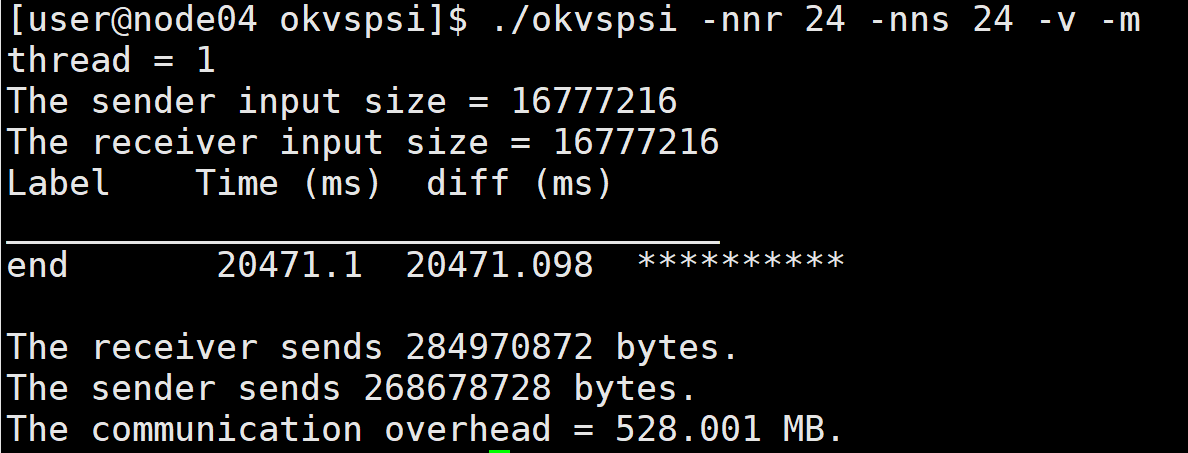 [user@node04 okvspsi]$ ./okvspsi -nnr 24 -nns 24 -v -m
thread = 1
The sender input size = 16777216
The receiver input size = 16777216
Label    Time (ms)  diff (ms)
__________________________________
end       20471.1  20471.098  **********
The receiver sends 284970872 bytes.
The sender sends 268678728 bytes.
The communication overhead = 528.001 MB.